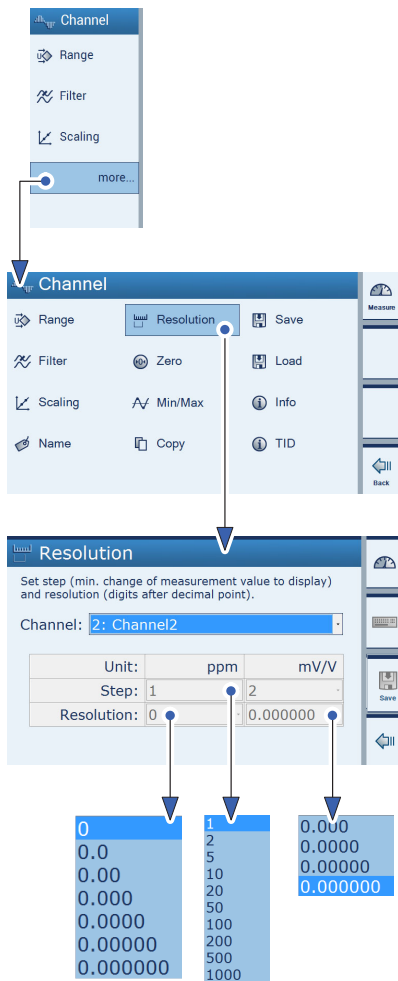 Channel
Range
Filter
Scaling
more...
Channel
Range
Resolution
Save
Filter
Zero
Load
Scaling
Min/Max
Info
Name
Copy
TID
Measure
Back
Resolution
Set step (min. change of measurement value to display)
and resolution (digits after decimal point).
Channel: 2: Channel2
Unit: ppm mV/V
Step: 1 2
Resolution: 0 0.000000
Save
0
0.0
0.00
0.000
0.0000
0.00000
0.000000
1
2
5
10
20
50
100
200
500
1000
0.000
0.0000
0.00000
0.000000